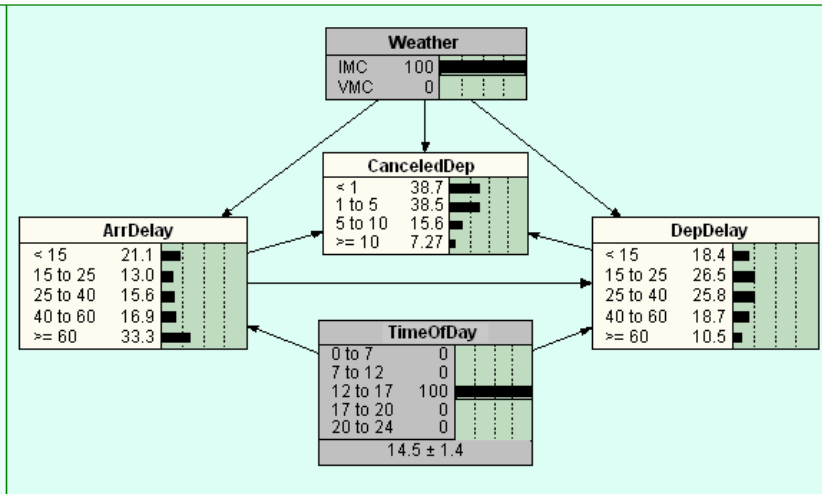 Weather
IMC 100
VMC 0
CanceledDep
< 1 38.7
1 to 5 38.5
5 to 10 15.6
>= 10 7.27
ArrDelay
< 15 21.1
15 to 25 13.0
25 to 40 15.6
40 to 60 16.9
>= 60 33.3
DepDelay
< 15 18.4
15 to 25 26.5
25 to 40 25.8
40 to 60 18.7
>= 60 10.5
TimeOfDay
0 to 7 0
7 to 12 0
12 to 17 100
17 to 20 0
20 to 24 0
14.5 ± 1.4